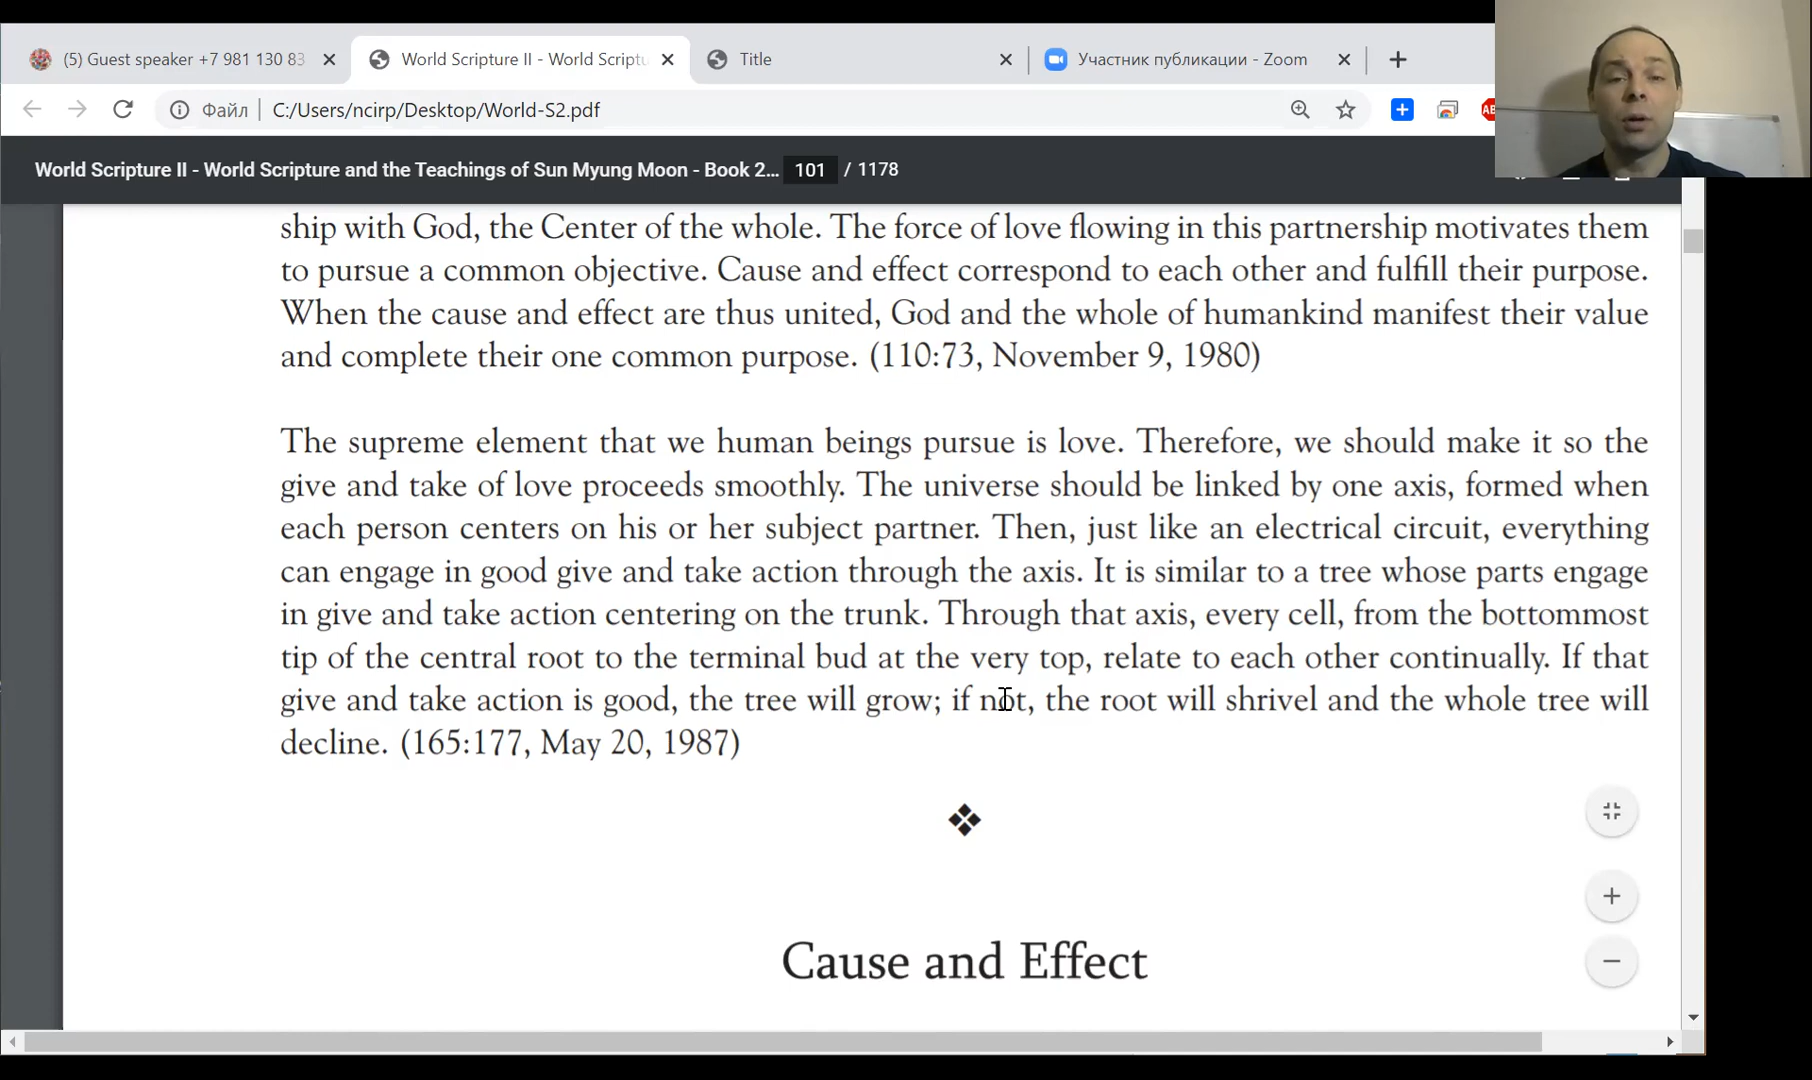 (5) Guest speaker +7 981 130 83
World Scripture II - World Scriptu
Title
Участник публикации - Zoom
Файл
C:/Users/ncirp/Desktop/World-S2.pdf
World Scripture II - World Scripture and the Teachings of Sun Myung Moon - Book 2... 101 / 1178
ship with God, the Center of the whole. The force of love flowing in this partnership motivates them
to pursue a common objective. Cause and effect correspond to each other and fulfill their purpose.
When the cause and effect are thus united, God and the whole of humankind manifest their value
and complete their one common purpose. (110:73, November 9, 1980)
The supreme element that we human beings pursue is love. Therefore, we should make it so the
give and take of love proceeds smoothly. The universe should be linked by one axis, formed when
each person centers on his or her subject partner. Then, just like an electrical circuit, everything
can engage in good give and take action through the axis. It is similar to a tree whose parts engage
in give and take action centering on the trunk. Through that axis, every cell, from the bottommost
tip of the central root to the terminal bud at the very top, relate to each other continually. If that
give and take action is good, the tree will grow; if not, the root will shrivel and the whole tree will
decline. (165:177, May 20, 1987)
Cause and Effect